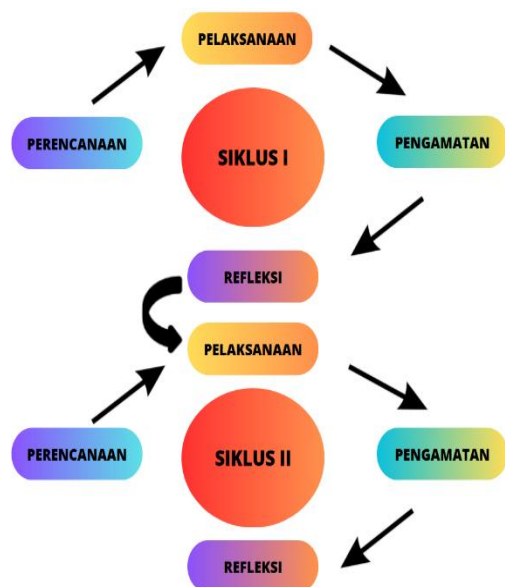 PELAKSANAAN
PERENCANAAN
SIKLUS I
PENGAMATAN
REFLEKSI
PELAKSANAAN
PERENCANAAN
SIKLUS II
PENGAMATAN
REFLEKSI